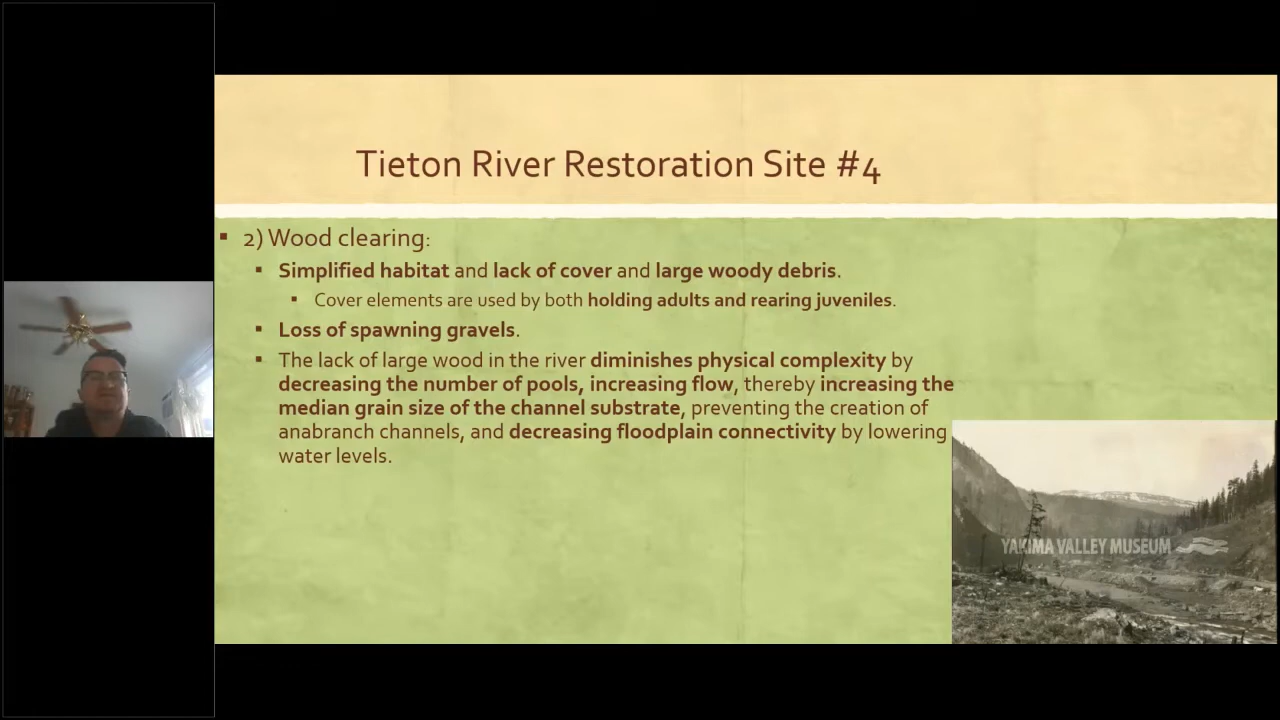 Tieton River Restoration Site #4
2) Wood clearing:
Simplified habitat and lack of cover and large woody debris.
Cover elements are used by both holding adults and rearing juveniles.
Loss of spawning gravels.
The lack of large wood in the river diminishes physical complexity by
decreasing the number of pools, increasing flow, thereby increasing the
median grain size of the channel substrate, preventing the creation of
anabranch channels, and decreasing floodplain connectivity by lowering
water levels.
YAKIMA VALLEY MUSEUM